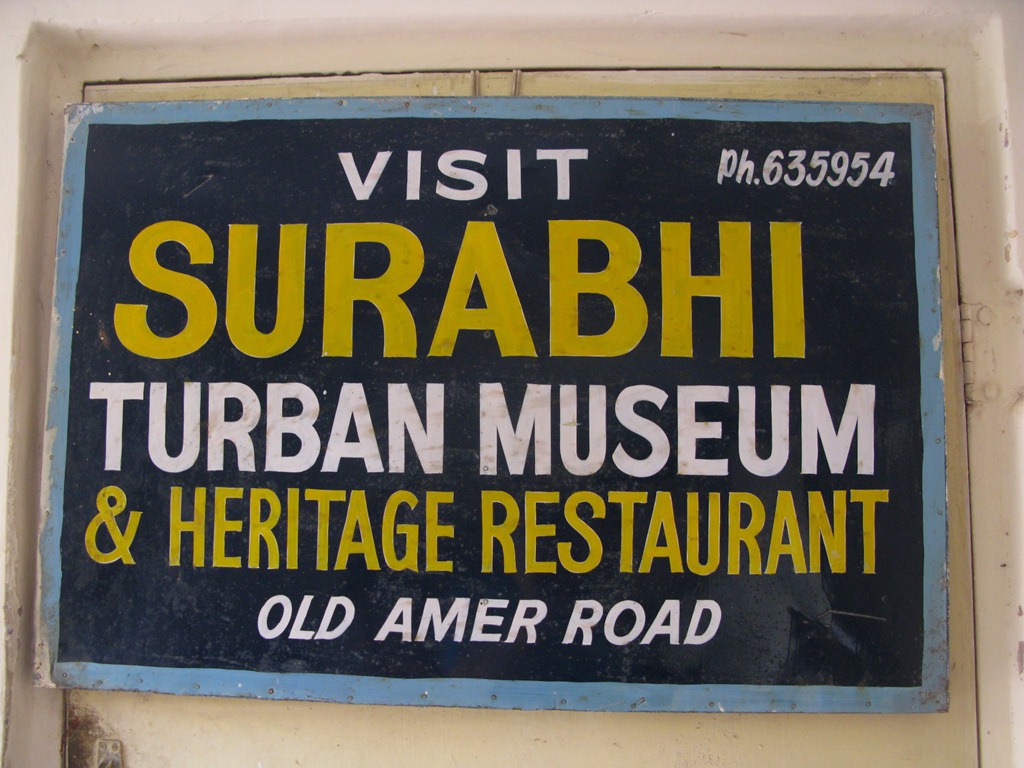 VISIT
Ph.635954
SURABHI
TURBAN MUSEUM
& HERITAGE RESTAURANT
OLD AMER ROAD